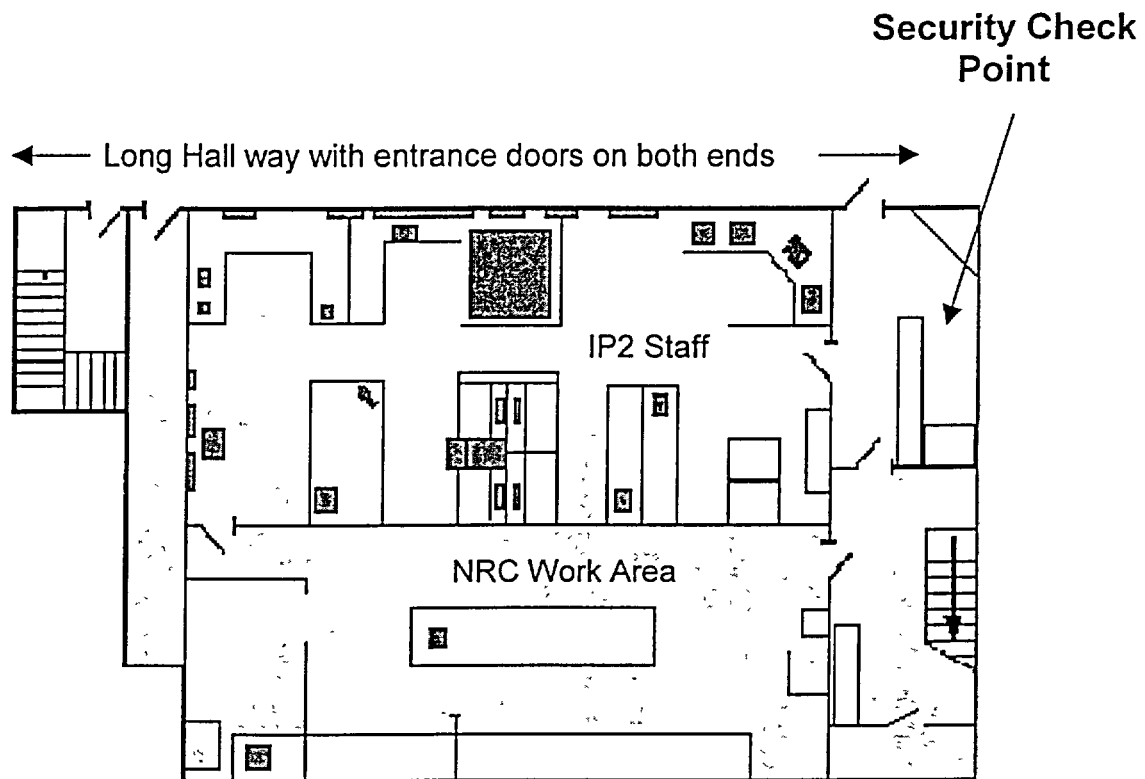 Security Check
Point
Long Hall way with entrance doors on both ends
IP2 Staff
NRC Work Area